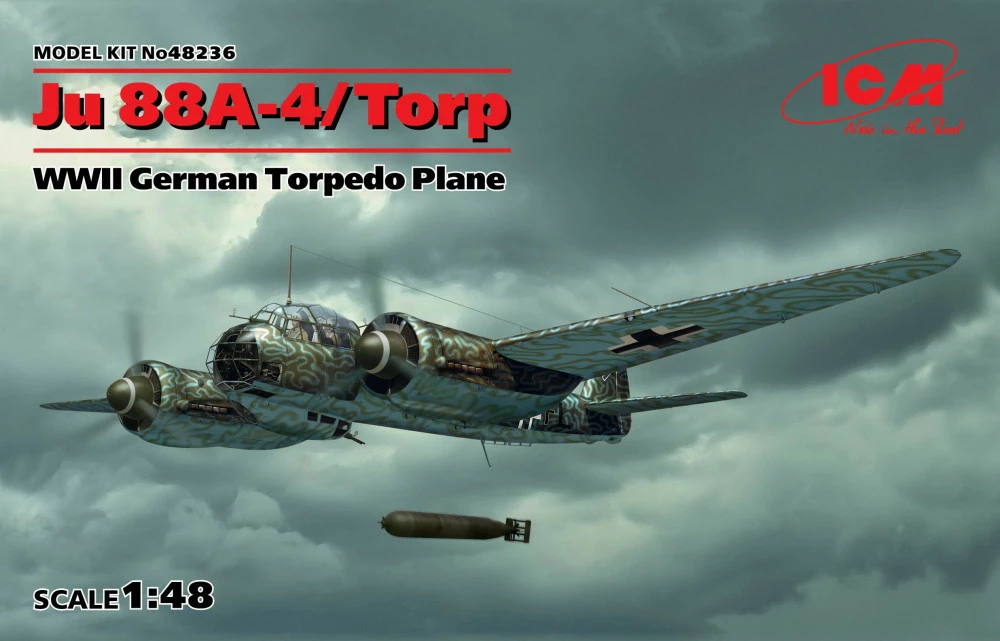 MODEL KIT No48236
Ju 88A-4/Torp
WWII German Torpedo Plane
ICM
SCALE 1:48